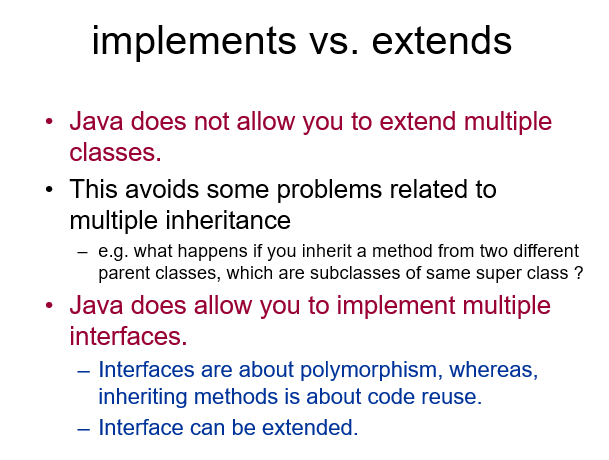 implements vs. extends
• Java does not allow you to extend multiple
classes.
• This avoids some problems related to
multiple inheritance
– e.g. what happens if you inherit a method from two different
parent classes, which are subclasses of same super class ?
• Java does allow you to implement multiple
interfaces.
– Interfaces are about polymorphism, whereas,
inheriting methods is about code reuse.
– Interface can be extended.